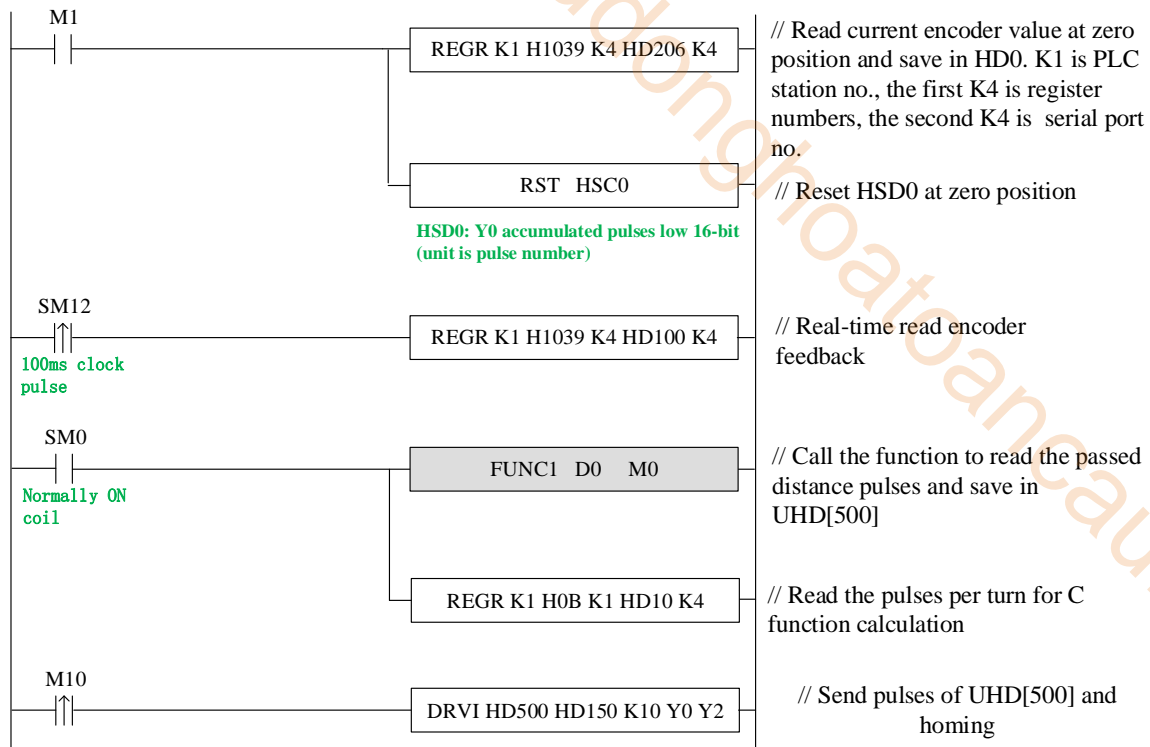 M1
REGR K1 H1039 K4 HD206 K4
// Read current encoder value at zero
position and save in HD0. K1 is PLC
station no., the first K4 is register
numbers, the second K4 is serial port
no.
RST HSC0
// Reset HSD0 at zero position
HSD0: Y0 accumulated pulses low 16-bit
(unit is pulse number)
SM12
REGR K1 H1039 K4 HD100 K4
// Real-time read encoder
feedback
100ms clock
pulse
SM0
FUNC1 D0 M0
// Call the function to read the passed
distance pulses and save in
UHD[500]
Normally ON
coil
REGR K1 H0B K1 HD10 K4
// Read the pulses per turn for C
function calculation
M10
DRVI HD500 HD150 K10 Y0 Y2
// Send pulses of UHD[500] and
homing